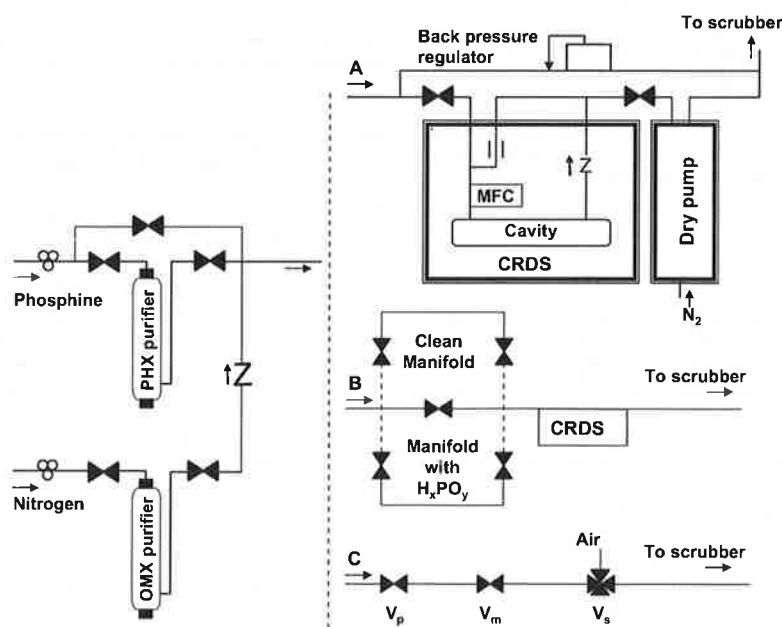 Phosphine
PHX purifier
Nitrogen
OMX purifier
A
Back pressure
regulator
To scrubber
MFC
Cavity
CRDS
Dry pump
N₂
B
Clean
Manifold
Manifold
with
HₓPOᵧ
CRDS
To scrubber
C
Air
To scrubber
Vₚ
Vₘ
Vₛ